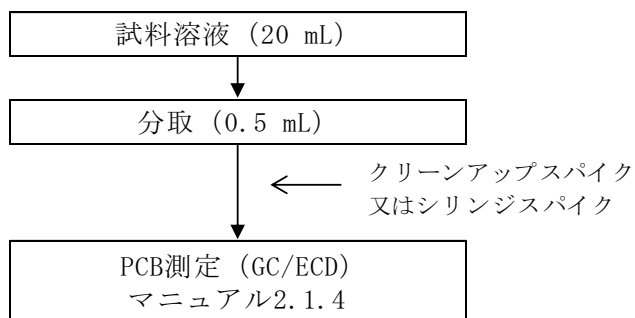 試料溶液 (20 mL)
分取 (0.5 mL)
クリーンアップスパイク
又はシリンジスパイク
PCB測定 (GC/ECD)
マニュアル2.1.4